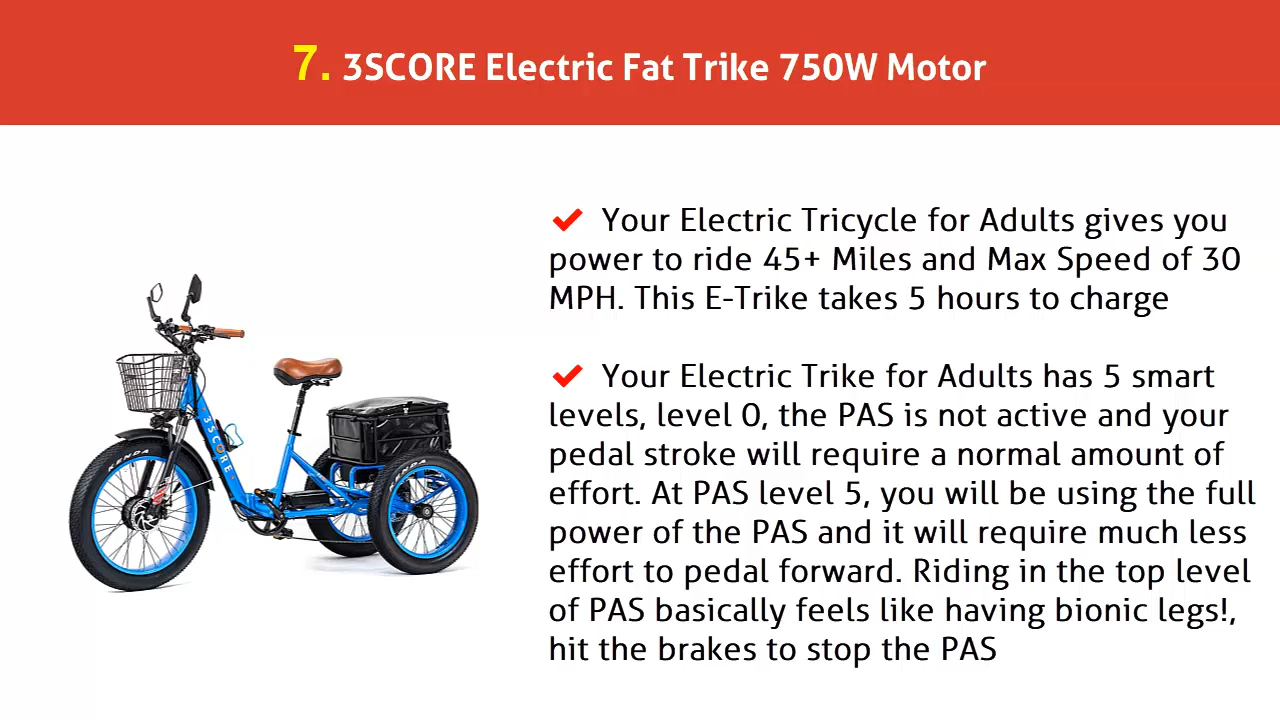 7. 3SCORE Electric Fat Trike 750W Motor
Your Electric Tricycle for Adults gives you
power to ride 45+ Miles and Max Speed of 30
MPH. This E-Trike takes 5 hours to charge
Your Electric Trike for Adults has 5 smart
levels, level 0, the PAS is not active and your
pedal stroke will require a normal amount of
effort. At PAS level 5, you will be using the full
power of the PAS and it will require much less
effort to pedal forward. Riding in the top level
of PAS basically feels like having bionic legs!,
hit the brakes to stop the PAS
3SCORE
KENDA
KENDA